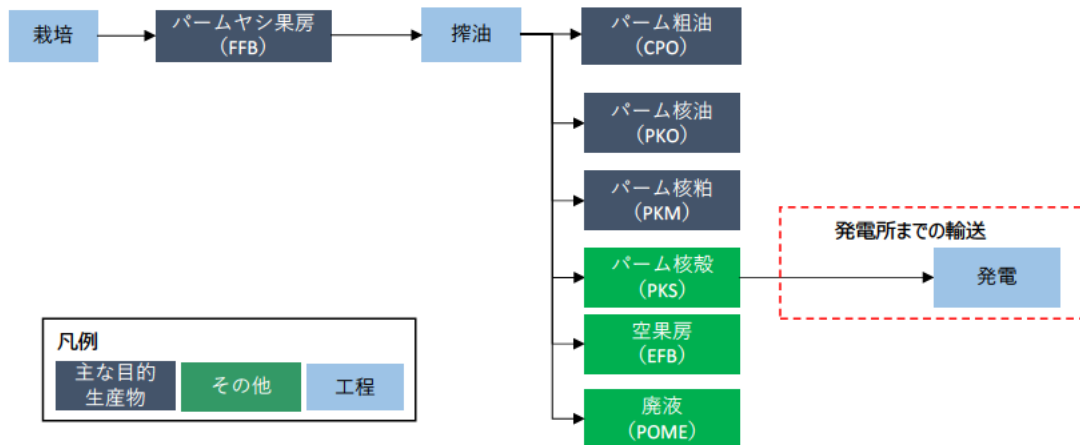 栽培
パームヤシ果房
（FFB）
搾油
パーム粗油
（CPO）
パーム核油
（PKO）
パーム核粕
（PKM）
発電所までの輸送
パーム核殻
（PKS）
発電
空果房
（EFB）
廃液
（POME）
凡例
主な目的
生産物
その他
工程